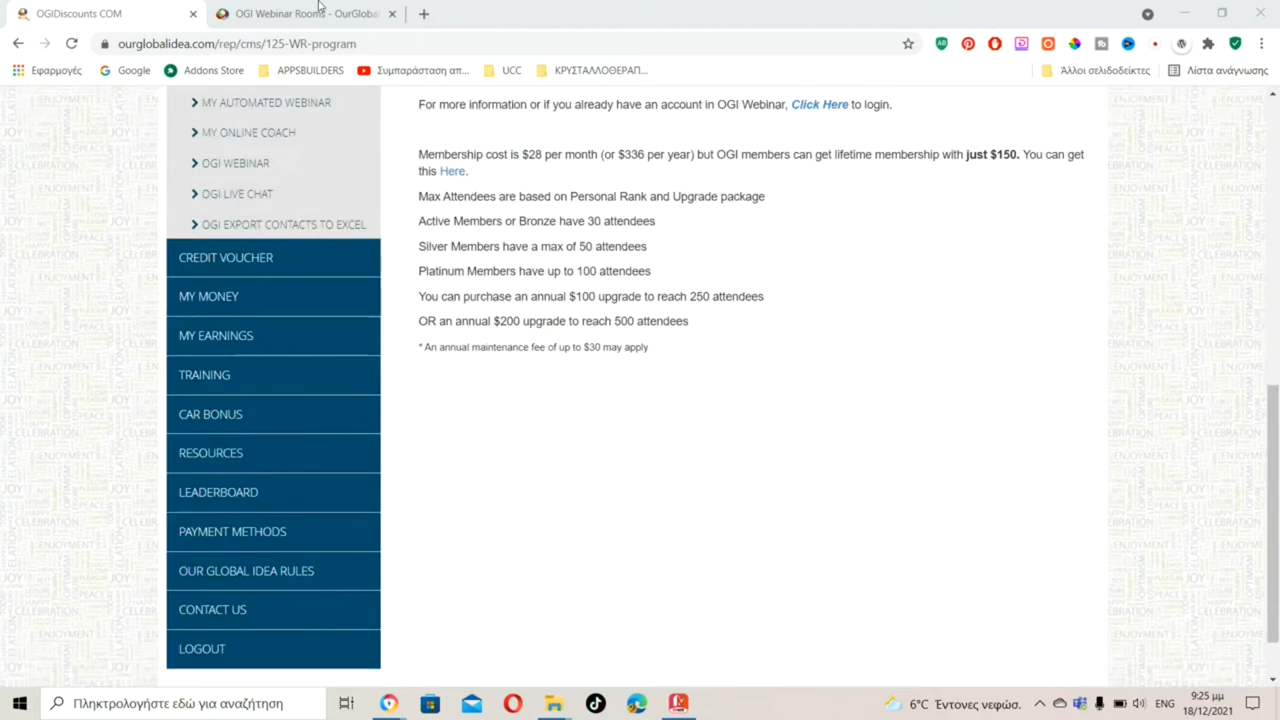 OGIDiscounts COM
OGI Webinar Rooms - OurGloba
ourglobalidea.com/rep/cms/125-WR-program
Εφαρμογές
Google
Addons Store
APPSBUILDERS
Συμπαράσταση απ...
UCC
ΚΡΥΣΤΑΛΛΟΘΕΡΑΠ...
Άλλοι σελιδοδείκτες
Λίστα ανάγνωσης
MY AUTOMATED WEBINAR
MY ONLINE COACH
OGI WEBINAR
OGI LIVE CHAT
OGI EXPORT CONTACTS TO EXCEL
CREDIT VOUCHER
MY MONEY
MY EARNINGS
TRAINING
CAR BONUS
RESOURCES
LEADERBOARD
PAYMENT METHODS
OUR GLOBAL IDEA RULES
CONTACT US
LOGOUT
For more information or if you already have an account in OGI Webinar, Click Here to login.
Membership cost is $28 per month (or $336 per year) but OGI members can get lifetime membership with just $150. You can get
this Here.
Max Attendees are based on Personal Rank and Upgrade package
Active Members or Bronze have 30 attendees
Silver Members have a max of 50 attendees
Platinum Members have up to 100 attendees
You can purchase an annual $100 upgrade to reach 250 attendees
OR an annual $200 upgrade to reach 500 attendees
* An annual maintenance fee of up to $30 may apply
Πληκτρολογήστε εδώ για αναζήτηση
6°C Έντονες νεφώσ.
ENG
9:25 μμ
18/12/2021